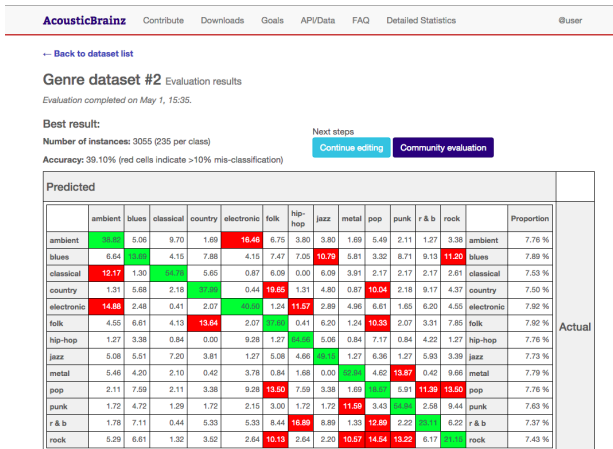 AcousticBrainz Contribute Downloads Goals API/Data FAQ Detailed Statistics @user
← Back to dataset list
Genre dataset #2 Evaluation results
Evaluation completed on May 1, 15:35.
Best result:
Number of instances: 3055 (235 per class)
Accuracy: 39.10% (red cells indicate >10% mis-classification)
Next steps
Continue editing Community evaluation
Predicted
ambient blues classical country electronic folk hip-hop jazz metal pop punk r & b rock Proportion
ambient 38.82 5.06 9.70 1.69 16.46 6.75 3.80 3.80 1.69 5.49 2.11 1.27 3.38 ambient 7.76 %
blues 6.64 13.69 4.15 7.88 4.15 7.47 7.05 10.79 5.81 3.32 8.71 9.13 11.20 blues 7.89 %
classical 12.17 1.30 54.78 5.65 0.87 6.09 0.00 6.09 3.91 2.17 2.17 2.17 2.61 classical 7.53 %
country 1.31 5.68 2.18 37.99 0.44 19.65 1.31 4.80 0.87 10.04 2.18 9.17 4.37 country 7.50 %
electronic 14.88 2.48 0.41 2.07 40.50 1.24 11.57 2.89 4.96 6.61 1.65 6.20 4.55 electronic 7.92 %
folk 4.55 6.61 4.13 13.64 2.07 37.60 0.41 6.20 1.24 10.33 2.07 3.31 7.85 folk 7.92 %
Actual
hip-hop 1.27 3.38 0.84 0.00 9.28 1.27 64.56 5.06 0.84 7.17 0.84 4.22 1.27 hip-hop 7.76 %
jazz 5.08 5.51 7.20 3.81 1.27 5.08 4.66 49.15 1.27 6.36 1.27 5.93 3.39 jazz 7.73 %
metal 5.46 4.20 2.10 0.42 3.78 0.84 1.68 0.00 52.94 4.62 13.87 0.42 9.66 metal 7.79 %
pop 2.11 7.59 2.11 3.38 9.28 13.50 7.59 3.38 1.69 18.57 5.91 11.39 13.50 pop 7.76 %
punk 1.72 4.72 1.29 1.72 2.15 3.00 1.72 1.72 11.59 3.43 54.94 2.58 9.44 punk 7.63 %
r & b 1.78 7.11 0.44 5.33 5.33 8.44 16.89 8.89 1.33 12.89 2.22 23.11 6.22 r & b 7.37 %
rock 5.29 6.61 1.32 3.52 2.64 10.13 2.64 2.20 10.57 14.54 13.22 6.17 21.15 rock 7.43 %